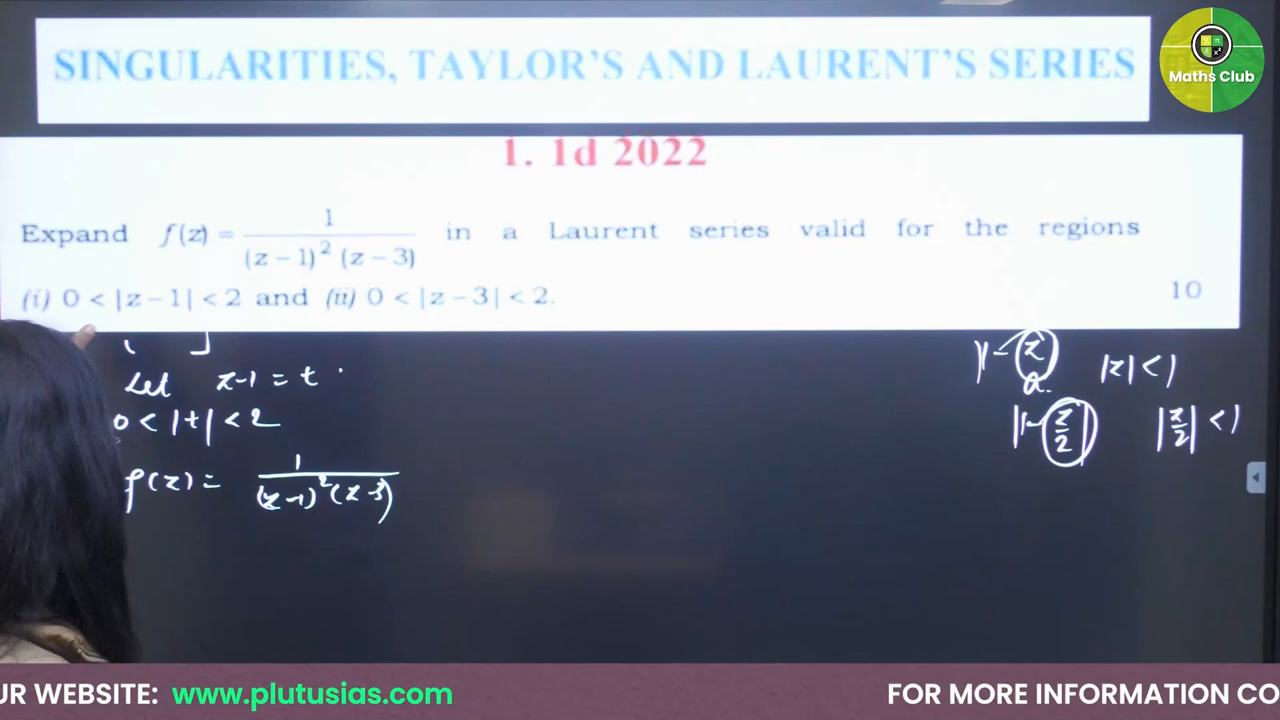 SINGULARITIES, TAYLOR'S AND LAURENT'S SERIES
Maths Club
1. 1d 2022
Expand f(z) = 1 / ((z – 1)² (z – 3)) in a Laurent series valid for the regions
(i) 0 < |z – 1| < 2 and (ii) 0 < |z – 3| < 2. 10
Let z-1 = t
0 < |t| < 2
f(z) = 1 / ((z-1)²(z-3))
|z| < 1
|1 - z/2| |z/2| < 1
UR WEBSITE: www.plutusias.com FOR MORE INFORMATION CO